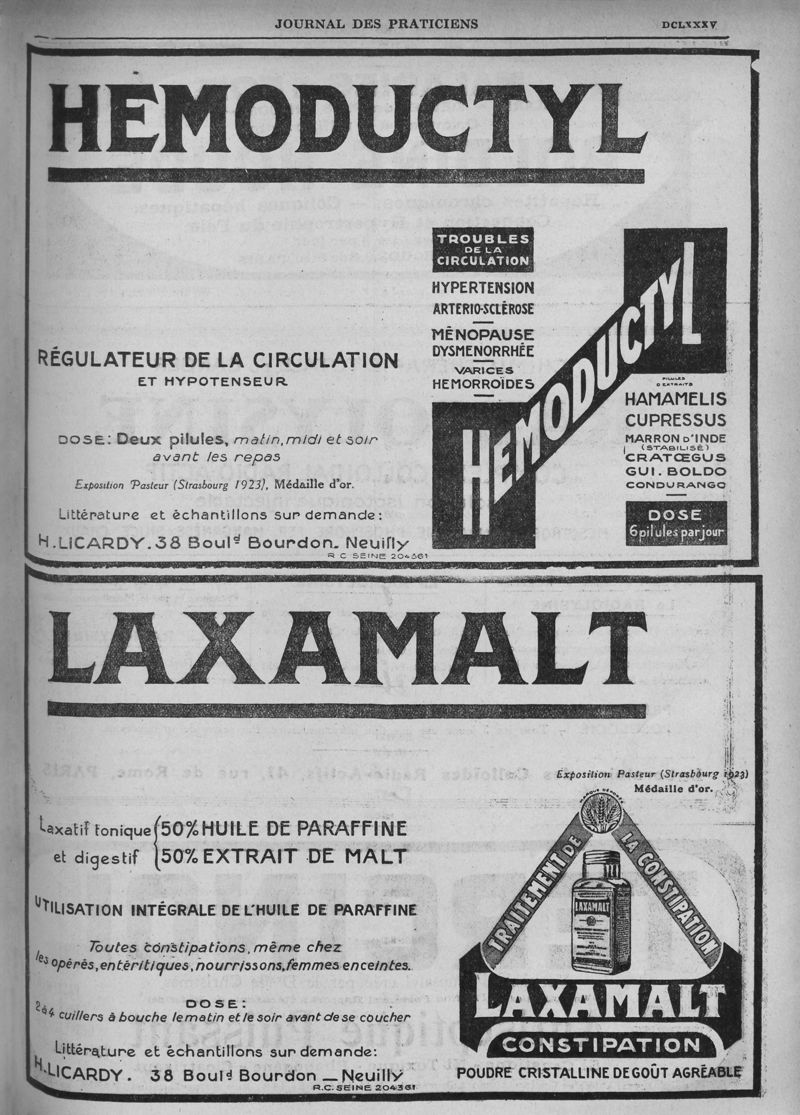 JOURNAL DES PRATICIENS
DCLXXXV
HEMODUCTYL
RÉGULATEUR DE LA CIRCULATION
ET HYPOTENSEUR
DOSE: Deux pilules, matin, midi et soir
avant les repas
Exposition Pasteur (Strasbourg 1923), Médaille d'or.
Littérature et échantillons sur demande:
H. LICARDY. 38 Boulᵈ Bourdon_ Neuilly
R C SEINE 204361
TROUBLES
DE LA
CIRCULATION
HYPERTENSION
ARTERIO-SCLÉROSE
MÉNOPAUSE
DYSMENORRHÉE
VARICES
HEMORROÏDES
HEMODUCTYL
PILULES
D'EXTRAITS
HAMAMELIS
CUPRESSUS
MARRON D'INDE
(STABILISÉ)
CRATŒGUS
GUI. BOLDO
CONDURANGO
DOSE
6 pilules par jour
LAXAMALT
Exposition Pasteur (Strasbourg 1923)
Médaille d'or.
Laxatif tonique
et digestif
50% HUILE DE PARAFFINE
50% EXTRAIT DE MALT
UTILISATION INTÉGRALE DE L'HUILE DE PARAFFINE
Toutes constipations, même chez
les opérés, entéritiques, nourrissons, femmes enceintes.
DOSE:
2 à 4 cuillers à bouche le matin et le soir avant de se coucher
Littérature et échantillons sur demande:
H. LICARDY. 38 Boulᵈ Bourdon _ Neuilly
R.C. SEINE 204361
MARQUE DÉPOSÉE
TRAITEMENT DE
LA CONSTIPATION
LAXAMALT
LAXAMALT
CONSTIPATION
POUDRE CRISTALLINE DE GOÛT AGRÉABLE